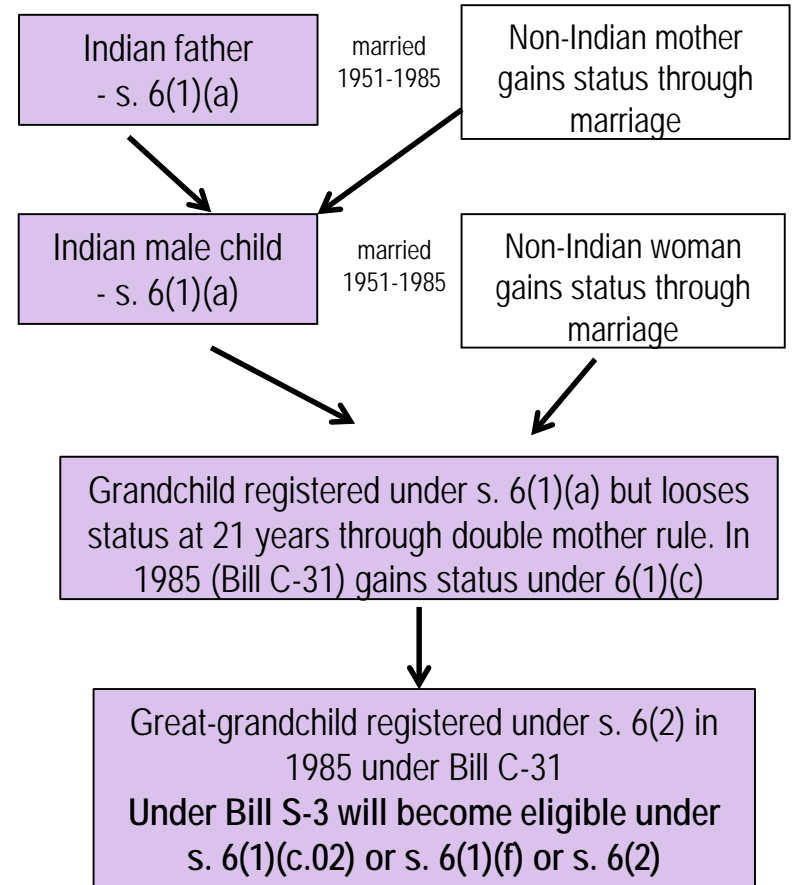 Indian father
- s. 6(1)(a)
married
1951-1985
Non-Indian mother
gains status through
marriage
Indian male child
- s. 6(1)(a)
married
1951-1985
Non-Indian woman
gains status through
marriage
Grandchild registered under s. 6(1)(a) but looses
status at 21 years through double mother rule. In
1985 (Bill C-31) gains status under 6(1)(c)
Great-grandchild registered under s. 6(2) in
1985 under Bill C-31
Under Bill S-3 will become eligible under
s. 6(1)(c.02) or s. 6(1)(f) or s. 6(2)